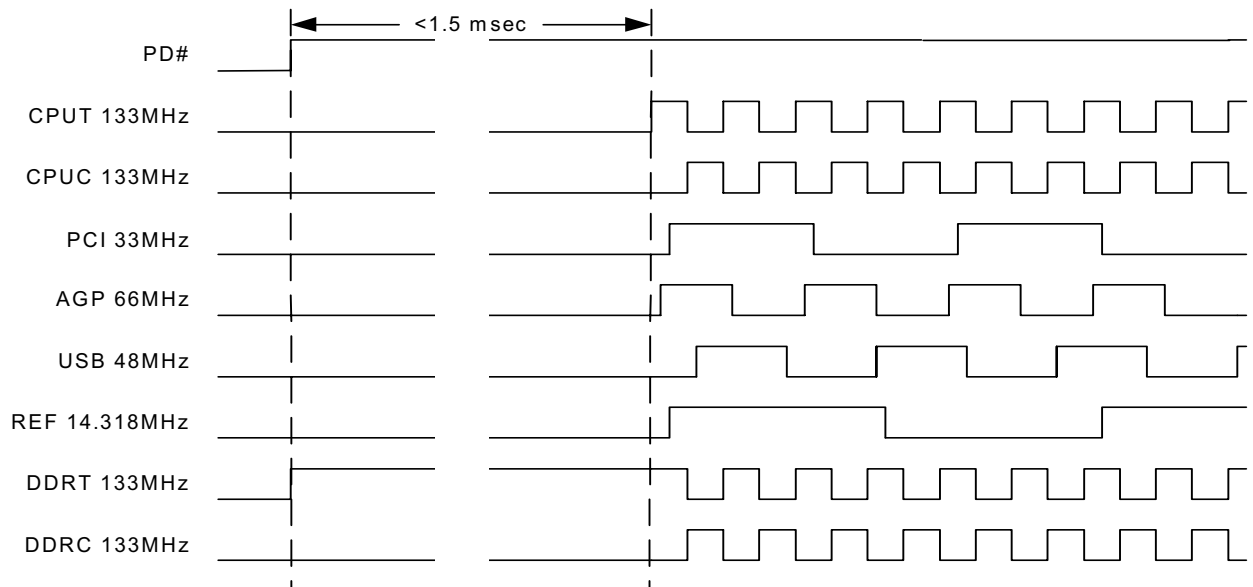 <1.5 msec
PD#
CPUT 133MHz
CPUC 133MHz
PCI 33MHz
AGP 66MHz
USB 48MHz
REF 14.318MHz
DDRT 133MHz
DDRC 133MHz